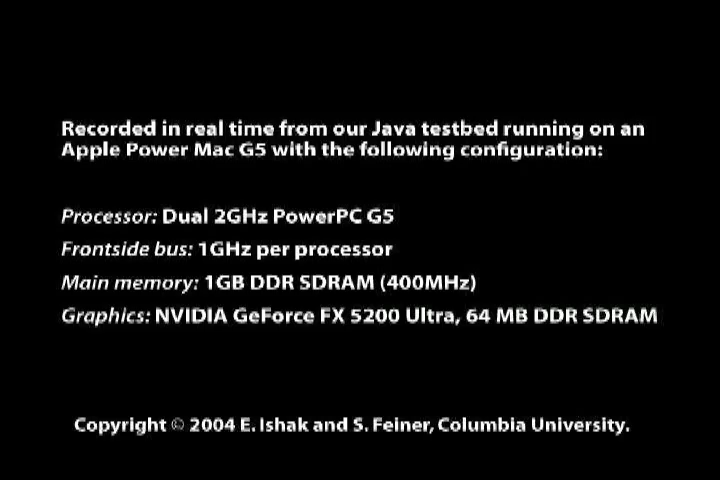 Recorded in real time from our Java testbed running on an
Apple Power Mac G5 with the following configuration:
Processor: Dual 2GHz PowerPC G5
Frontside bus: 1GHz per processor
Main memory: 1GB DDR SDRAM (400MHz)
Graphics: NVIDIA GeForce FX 5200 Ultra, 64 MB DDR SDRAM
Copyright © 2004 E. Ishak and S. Feiner, Columbia University.